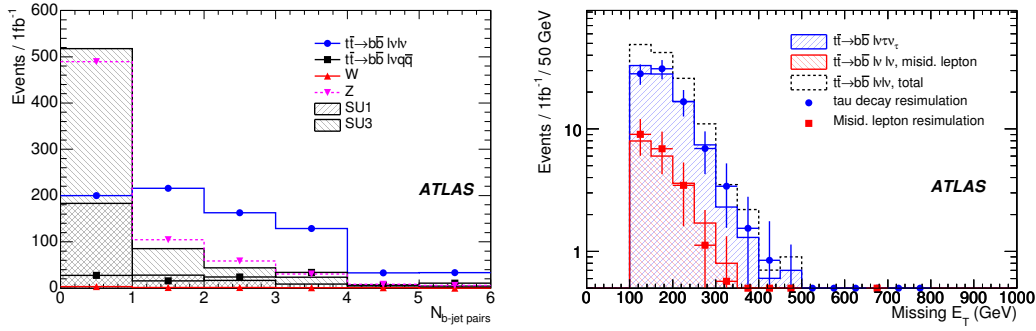 Events / 1fb⁻¹
600
500
400
300
200
100
0
0 1 2 3 4 5 6
N b-jet pairs
tt̄→bb̄ lνlν
tt̄→bb̄ lνqq̄
W
Z
SU1
SU3
ATLAS
Events / 1fb⁻¹ / 50 GeV
10
1
0 100 200 300 400 500 600 700 800 900 1000
Missing E_T (GeV)
tt̄→bb̄ lντν_τ
tt̄→bb̄ lν lν, misid. lepton
tt̄→bb̄ lνlν, total
tau decay resimulation
Misid. lepton resimulation
ATLAS